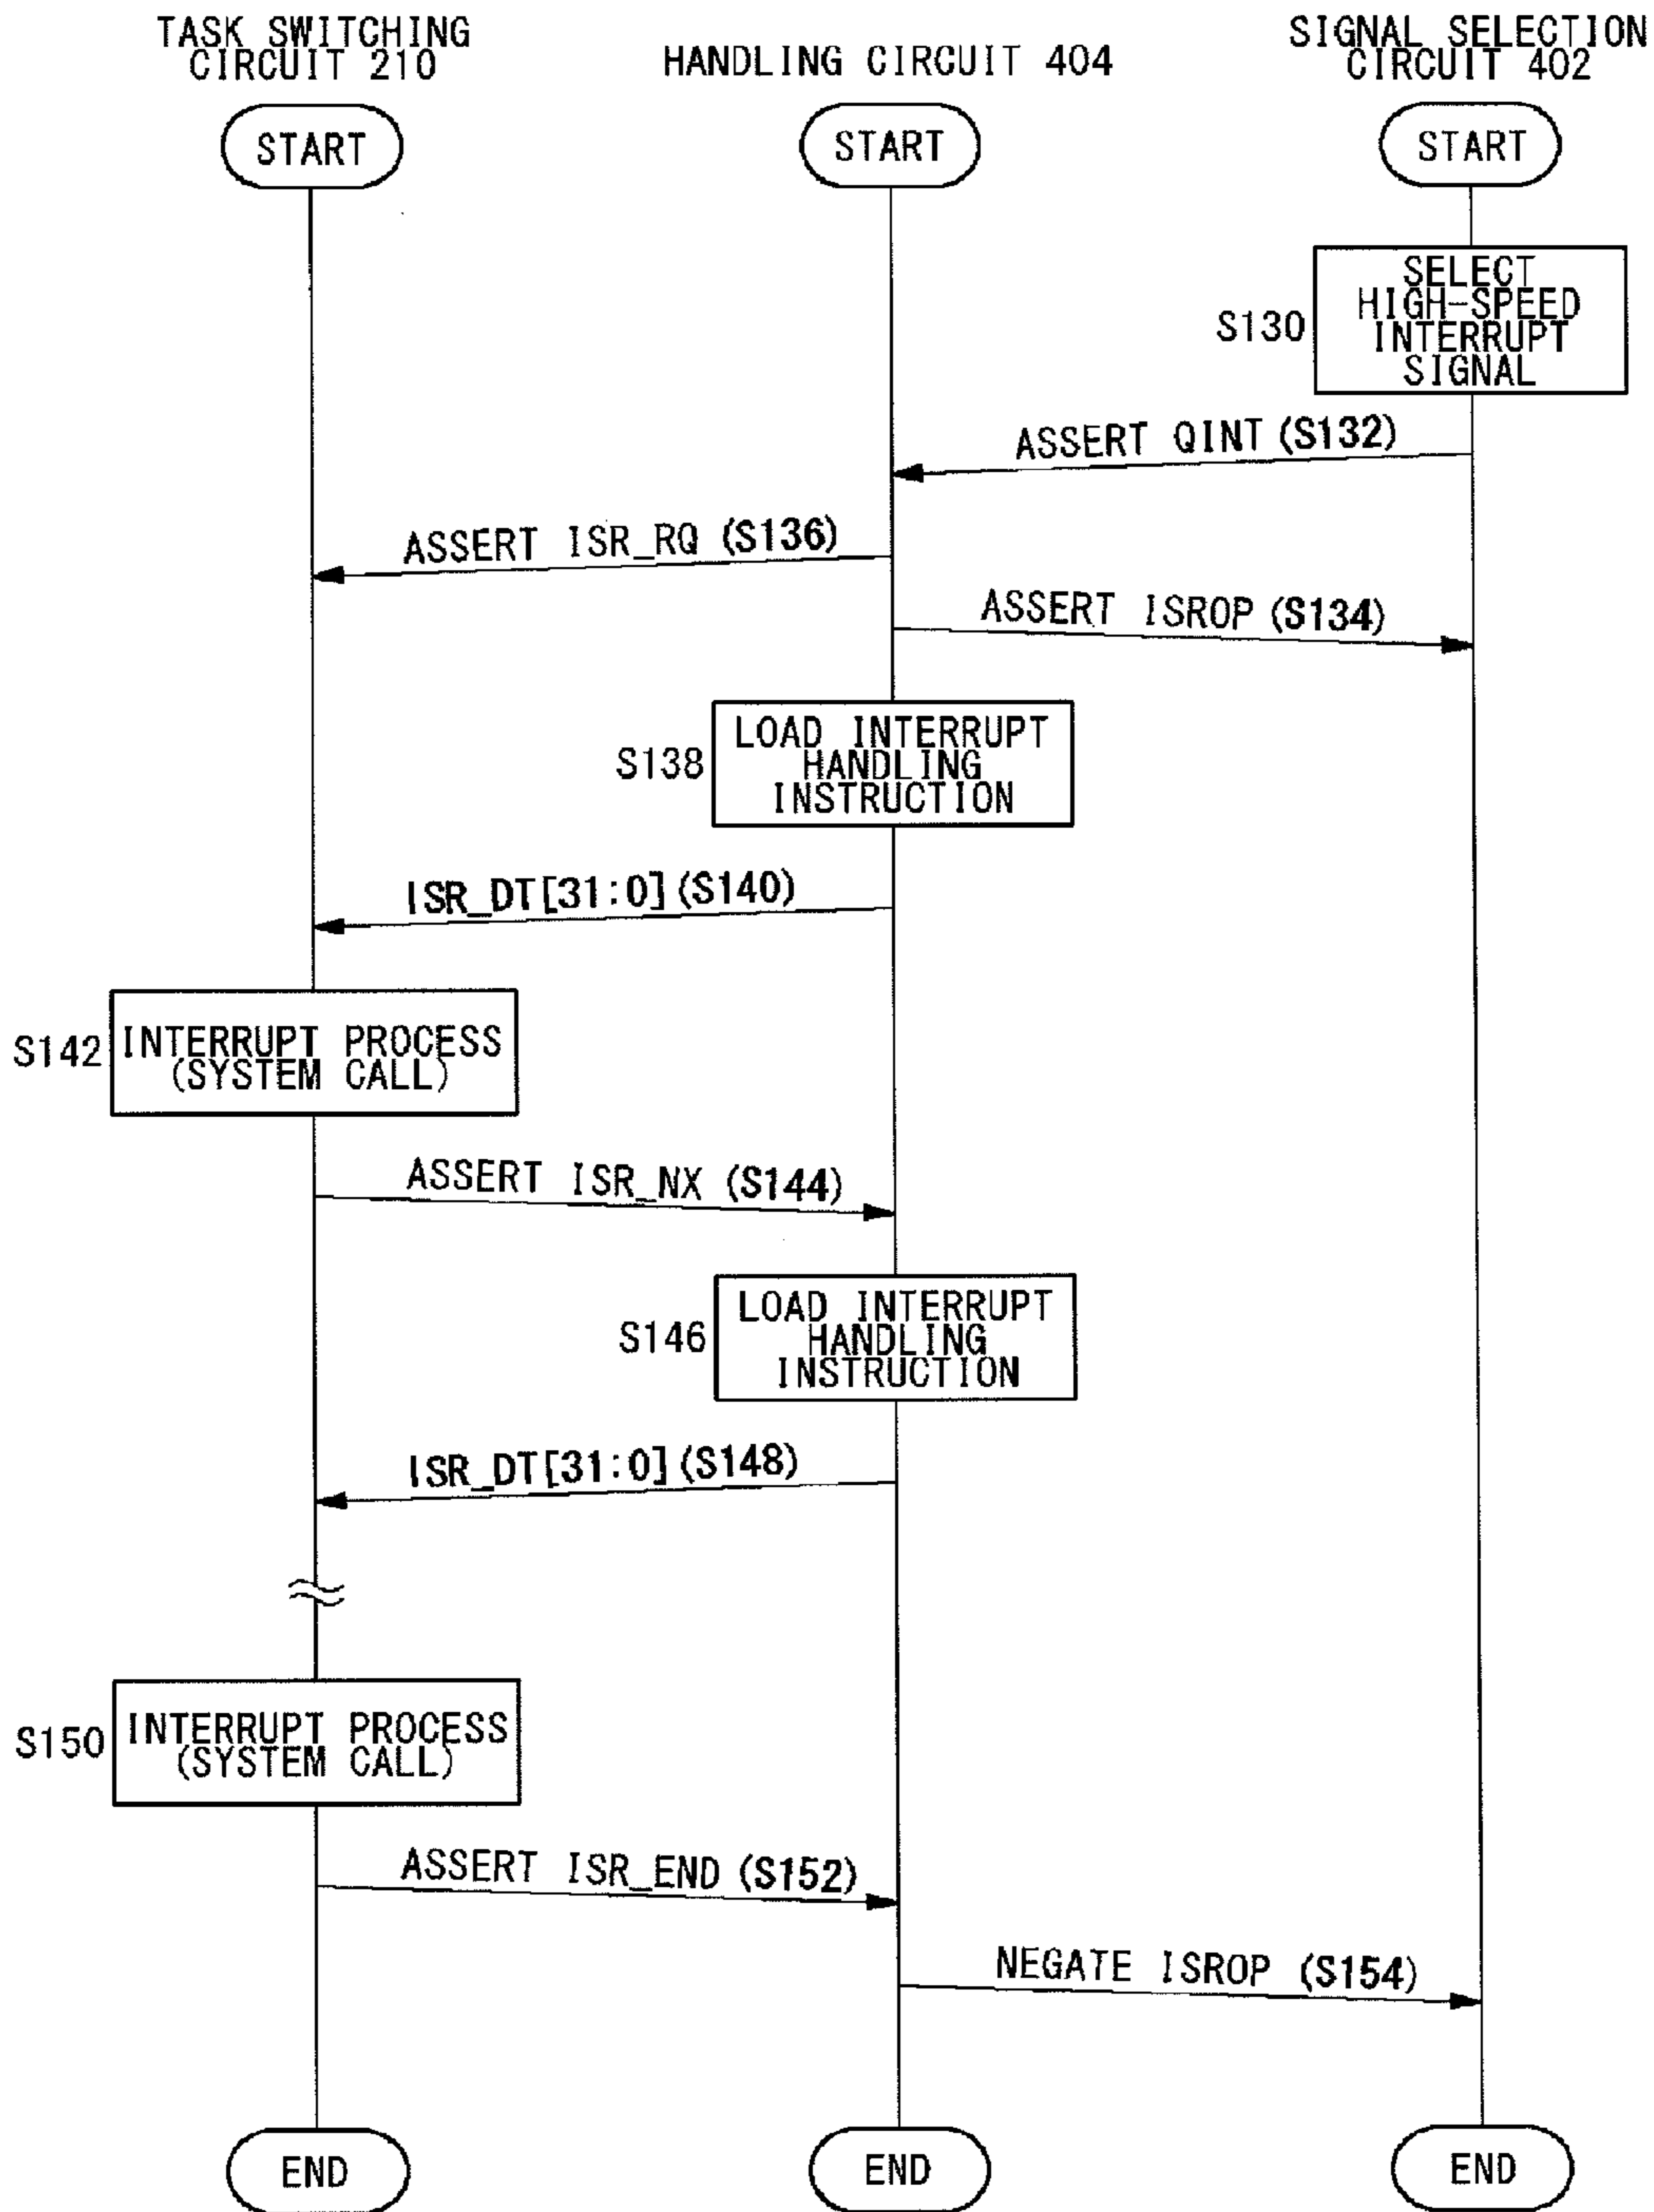 TASK SWITCHING
CIRCUIT 210
HANDLING CIRCUIT 404
SIGNAL SELECTION
CIRCUIT 402
START
START
START
S130
SELECT
HIGH-SPEED
INTERRUPT
SIGNAL
ASSERT QINT (S132)
ASSERT ISR_RQ (S136)
ASSERT ISROP (S134)
S138
LOAD INTERRUPT
HANDLING
INSTRUCTION
ISR_DT[31:0] (S140)
S142
INTERRUPT PROCESS
(SYSTEM CALL)
ASSERT ISR_NX (S144)
S146
LOAD INTERRUPT
HANDLING
INSTRUCTION
ISR_DT[31:0] (S148)
S150
INTERRUPT PROCESS
(SYSTEM CALL)
ASSERT ISR_END (S152)
NEGATE ISROP (S154)
END
END
END